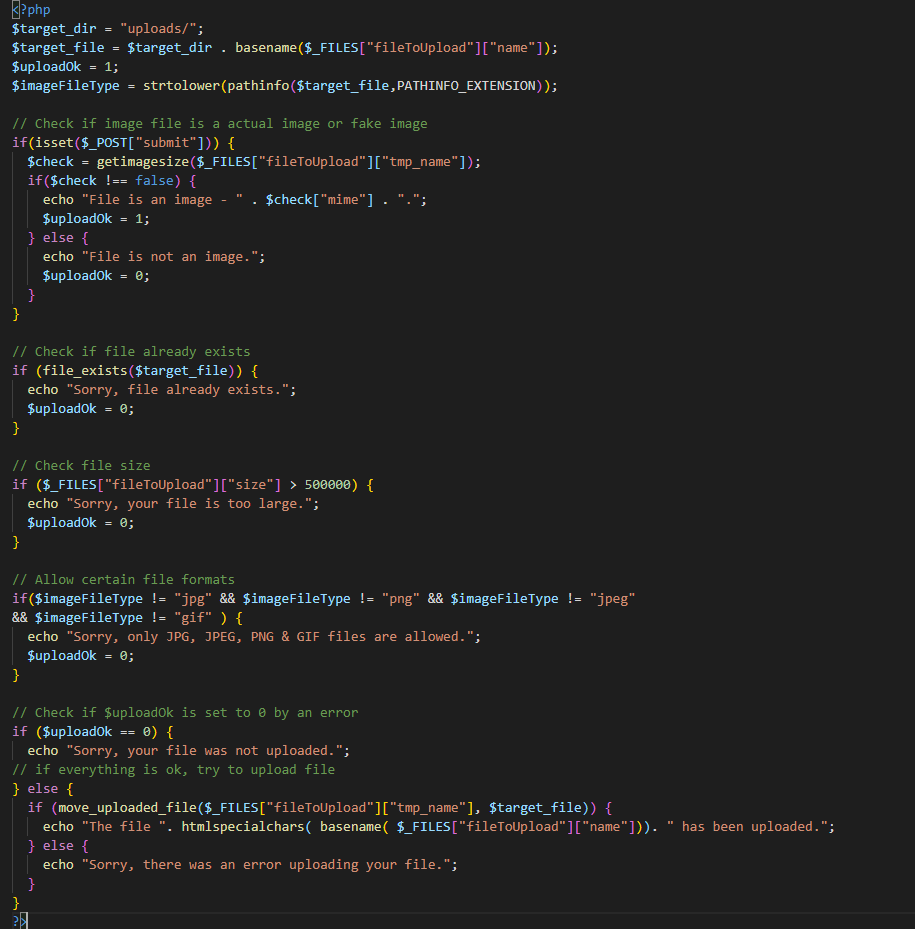 <?php
$target_dir = "uploads/";
$target_file = $target_dir . basename($_FILES["fileToUpload"]["name"]);
$uploadOk = 1;
$imageFileType = strtolower(pathinfo($target_file,PATHINFO_EXTENSION));

// Check if image file is a actual image or fake image
if(isset($_POST["submit"])) {
  $check = getimagesize($_FILES["fileToUpload"]["tmp_name"]);
  if($check !== false) {
    echo "File is an image - " . $check["mime"] . ".";
    $uploadOk = 1;
  } else {
    echo "File is not an image.";
    $uploadOk = 0;
  }
}

// Check if file already exists
if (file_exists($target_file)) {
  echo "Sorry, file already exists.";
  $uploadOk = 0;
}

// Check file size
if ($_FILES["fileToUpload"]["size"] > 500000) {
  echo "Sorry, your file is too large.";
  $uploadOk = 0;
}

// Allow certain file formats
if($imageFileType != "jpg" && $imageFileType != "png" && $imageFileType != "jpeg"
&& $imageFileType != "gif" ) {
  echo "Sorry, only JPG, JPEG, PNG & GIF files are allowed.";
  $uploadOk = 0;
}

// Check if $uploadOk is set to 0 by an error
if ($uploadOk == 0) {
  echo "Sorry, your file was not uploaded.";
// if everything is ok, try to upload file
} else {
  if (move_uploaded_file($_FILES["fileToUpload"]["tmp_name"], $target_file)) {
    echo "The file ". htmlspecialchars( basename( $_FILES["fileToUpload"]["name"])). " has been uploaded.";
  } else {
    echo "Sorry, there was an error uploading your file.";
  }
}
?>